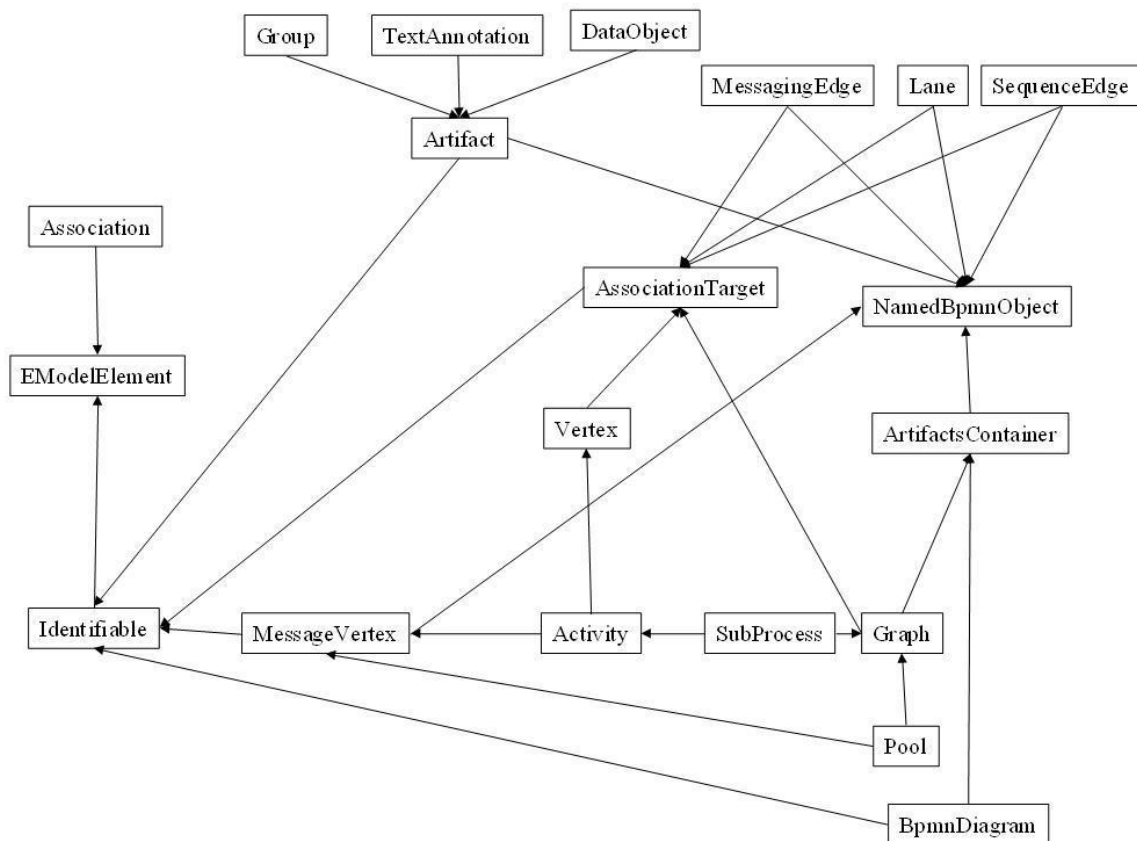 Group
TextAnnotation
DataObject
MessagingEdge
Lane
SequenceEdge
Artifact
Association
AssociationTarget
NamedBpmnObject
EModelElement
Vertex
ArtifactsContainer
Identifiable
MessageVertex
Activity
SubProcess
Graph
Pool
BpmnDiagram